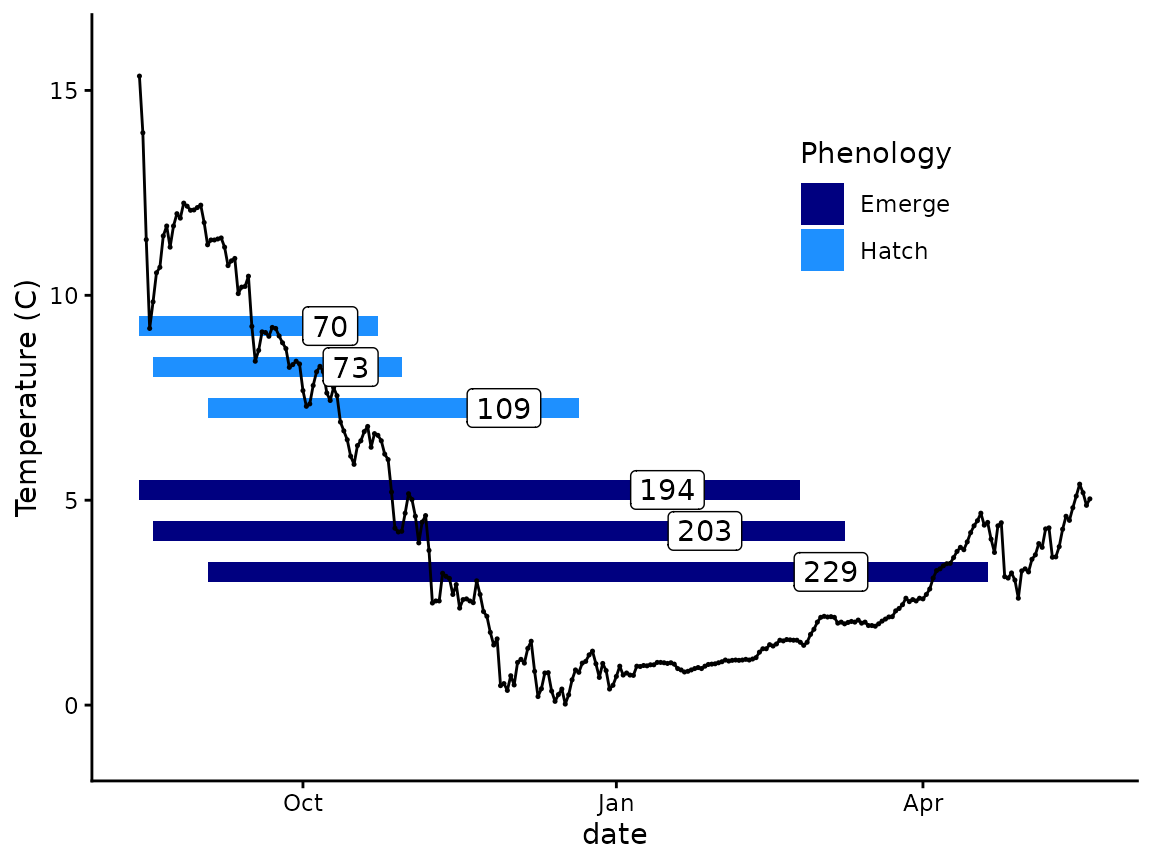 15
10
5
0
Temperature (C)
Phenology
Emerge
Hatch
70
73
109
194
203
229
Oct
Jan
Apr
date